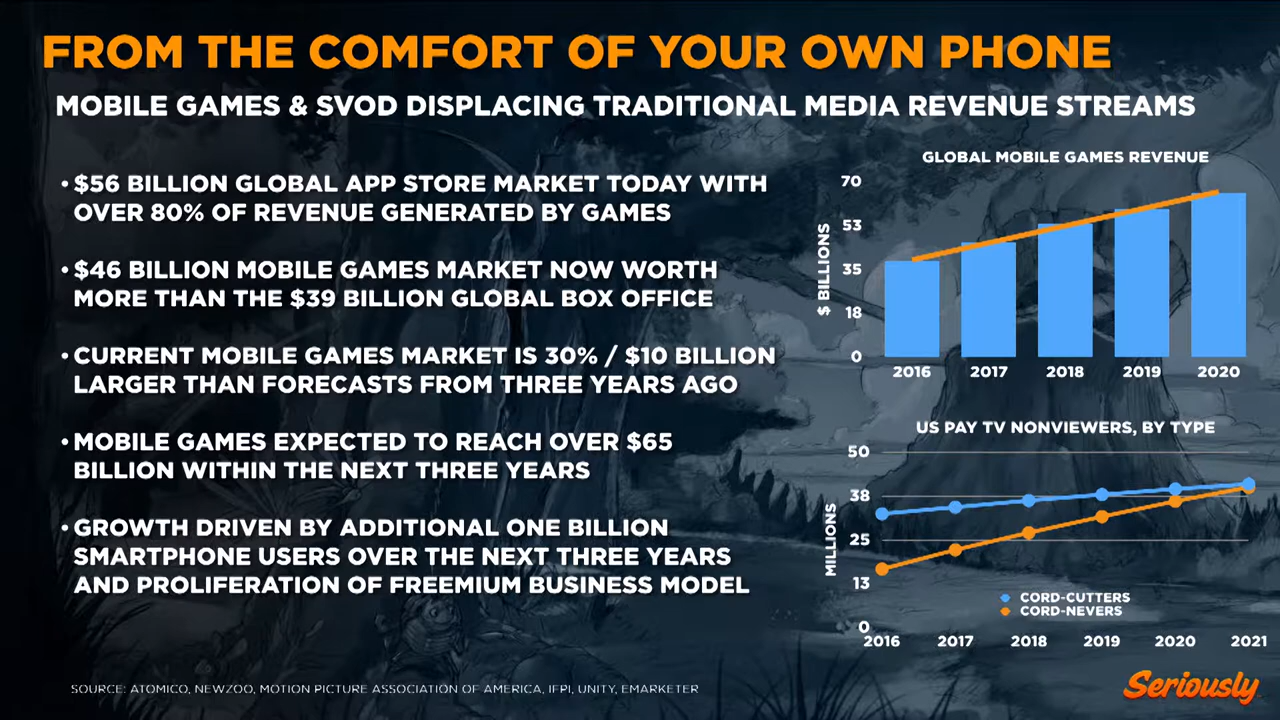 FROM THE COMFORT OF YOUR OWN PHONE
MOBILE GAMES & SVOD DISPLACING TRADITIONAL MEDIA REVENUE STREAMS
• $56 BILLION GLOBAL APP STORE MARKET TODAY WITH
OVER 80% OF REVENUE GENERATED BY GAMES
• $46 BILLION MOBILE GAMES MARKET NOW WORTH
MORE THAN THE $39 BILLION GLOBAL BOX OFFICE
• CURRENT MOBILE GAMES MARKET IS 30% / $10 BILLION
LARGER THAN FORECASTS FROM THREE YEARS AGO
• MOBILE GAMES EXPECTED TO REACH OVER $65
BILLION WITHIN THE NEXT THREE YEARS
• GROWTH DRIVEN BY ADDITIONAL ONE BILLION
SMARTPHONE USERS OVER THE NEXT THREE YEARS
AND PROLIFERATION OF FREEMIUM BUSINESS MODEL
GLOBAL MOBILE GAMES REVENUE
$ BILLIONS
70
53
35
18
0
2016 2017 2018 2019 2020
US PAY TV NONVIEWERS, BY TYPE
MILLIONS
50
38
25
13
0
CORD-CUTTERS
CORD-NEVERS
2016 2017 2018 2019 2020 2021
SOURCE: ATOMICO, NEWZOO, MOTION PICTURE ASSOCIATION OF AMERICA, IFPI, UNITY, EMARKETER
Seriously